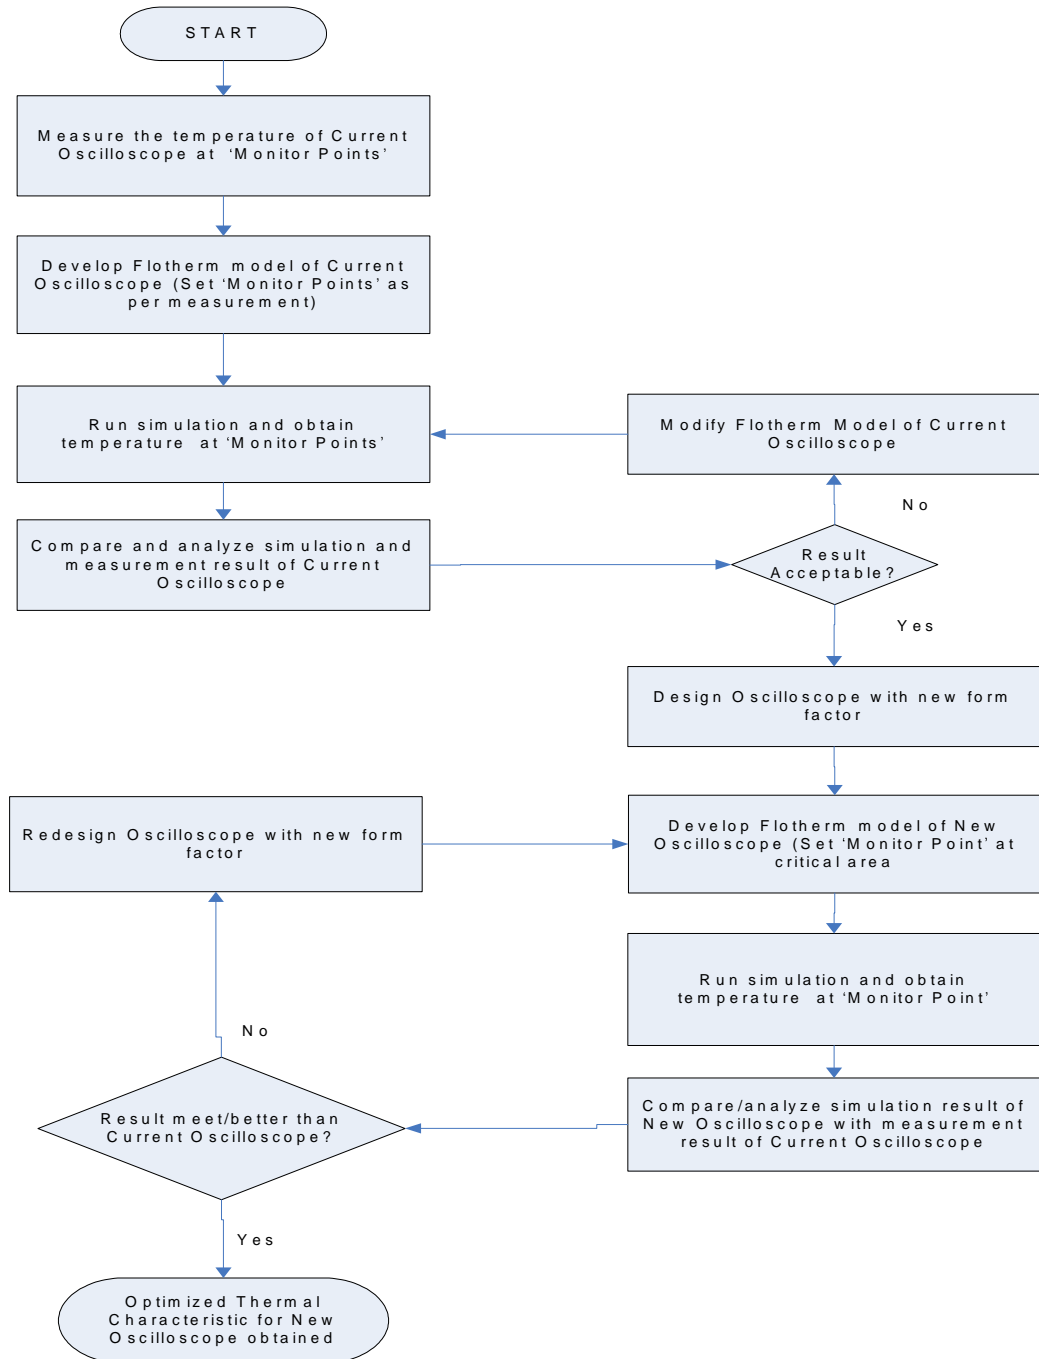 START
Measure the temperature of Current
Oscilloscope at ‘Monitor Points’
Develop Flotherm model of Current
Oscilloscope (Set ‘Monitor Points’ as
per measurement)
Run simulation and obtain
temperature at ‘Monitor Points’
Compare and analyze simulation and
measurement result of Current
Oscilloscope
Modify Flotherm Model of Current
Oscilloscope
No
Result
Acceptable?
Yes
Design Oscilloscope with new form
factor
Develop Flotherm model of New
Oscilloscope (Set ‘Monitor Point’ at
critical area
Run simulation and obtain
temperature at ‘Monitor Point’
Compare/analyze simulation result of
New Oscilloscope with measurement
result of Current Oscilloscope
Redesign Oscilloscope with new form
factor
No
Result meet/better than
Current Oscilloscope?
Yes
Optimized Thermal
Characteristic for New
Oscilloscope obtained